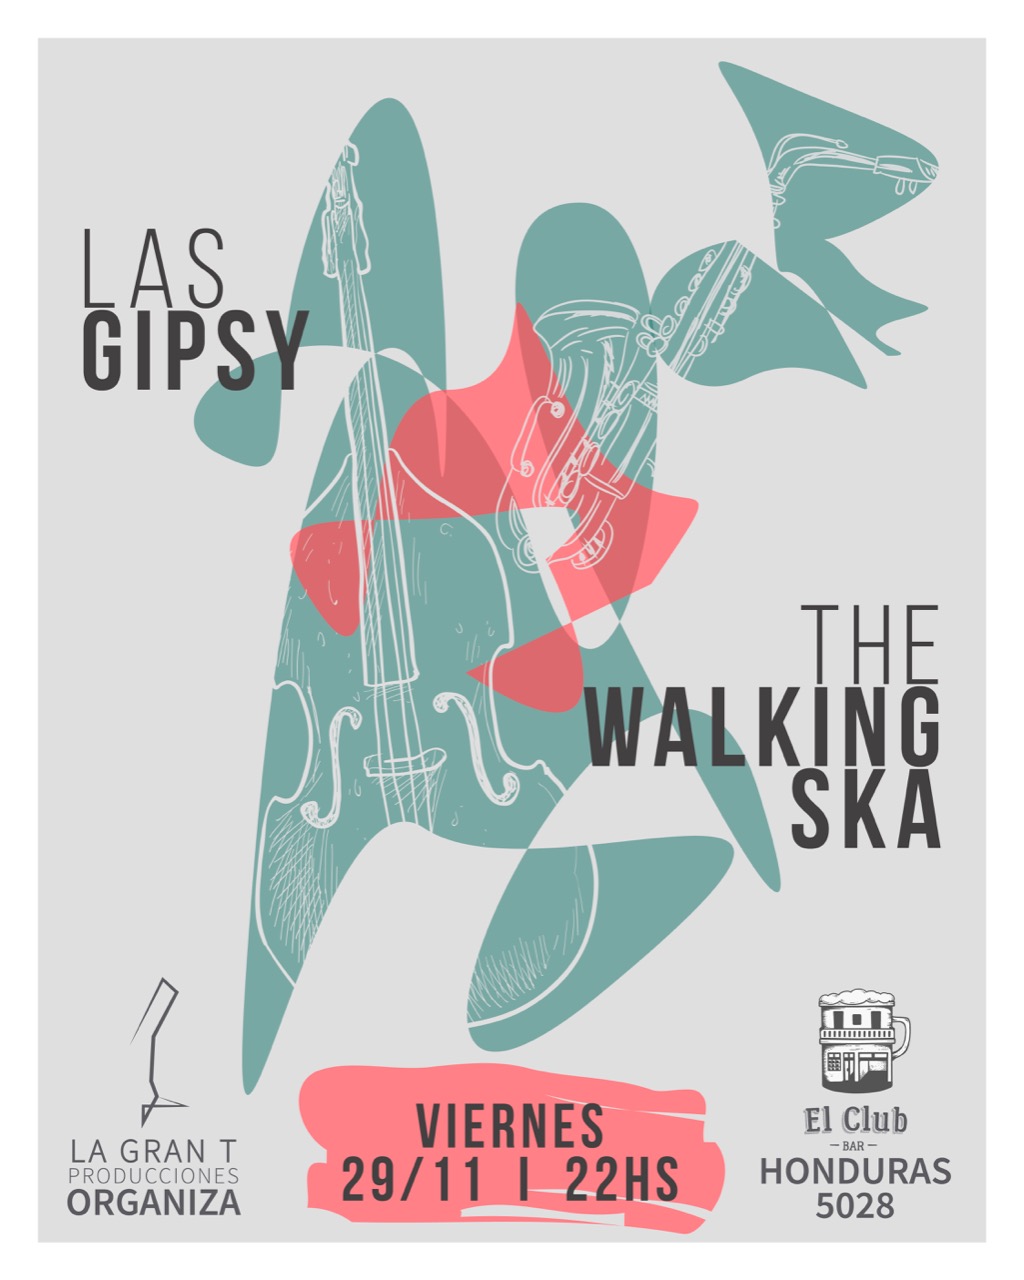 LAS
GIPSY
THE
WALKING
SKA
LA GRAN T
PRODUCCIONES
ORGANIZA
VIERNES
29/11 | 22HS
El Club
BAR
HONDURAS
5028